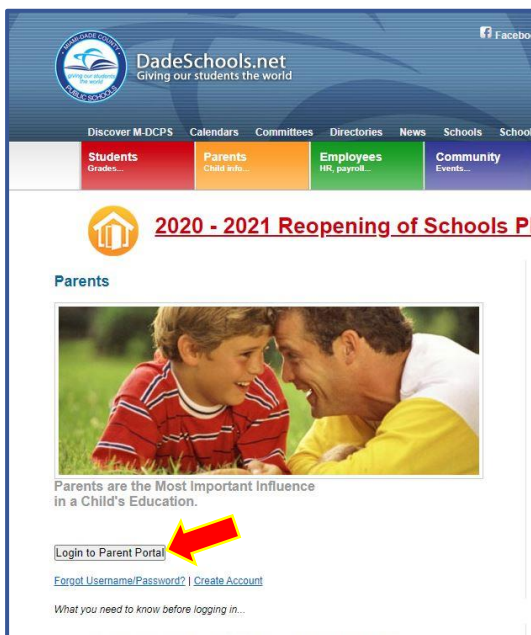 MIAMI-DADE COUNTY
giving our students
the world
PUBLIC SCHOOLS
DadeSchools.net
Giving our students the world
Discover M-DCPS Calendars Committees Directories News Schools
Students Parents Employees Community
Grades... Child info... HR, payroll... Events...
2020 - 2021 Reopening of Schools
Parents
Parents are the Most Important Influence
in a Child's Education.
Login to Parent Portal
Forgot Username/Password? | Create Account
What you need to know before logging in...